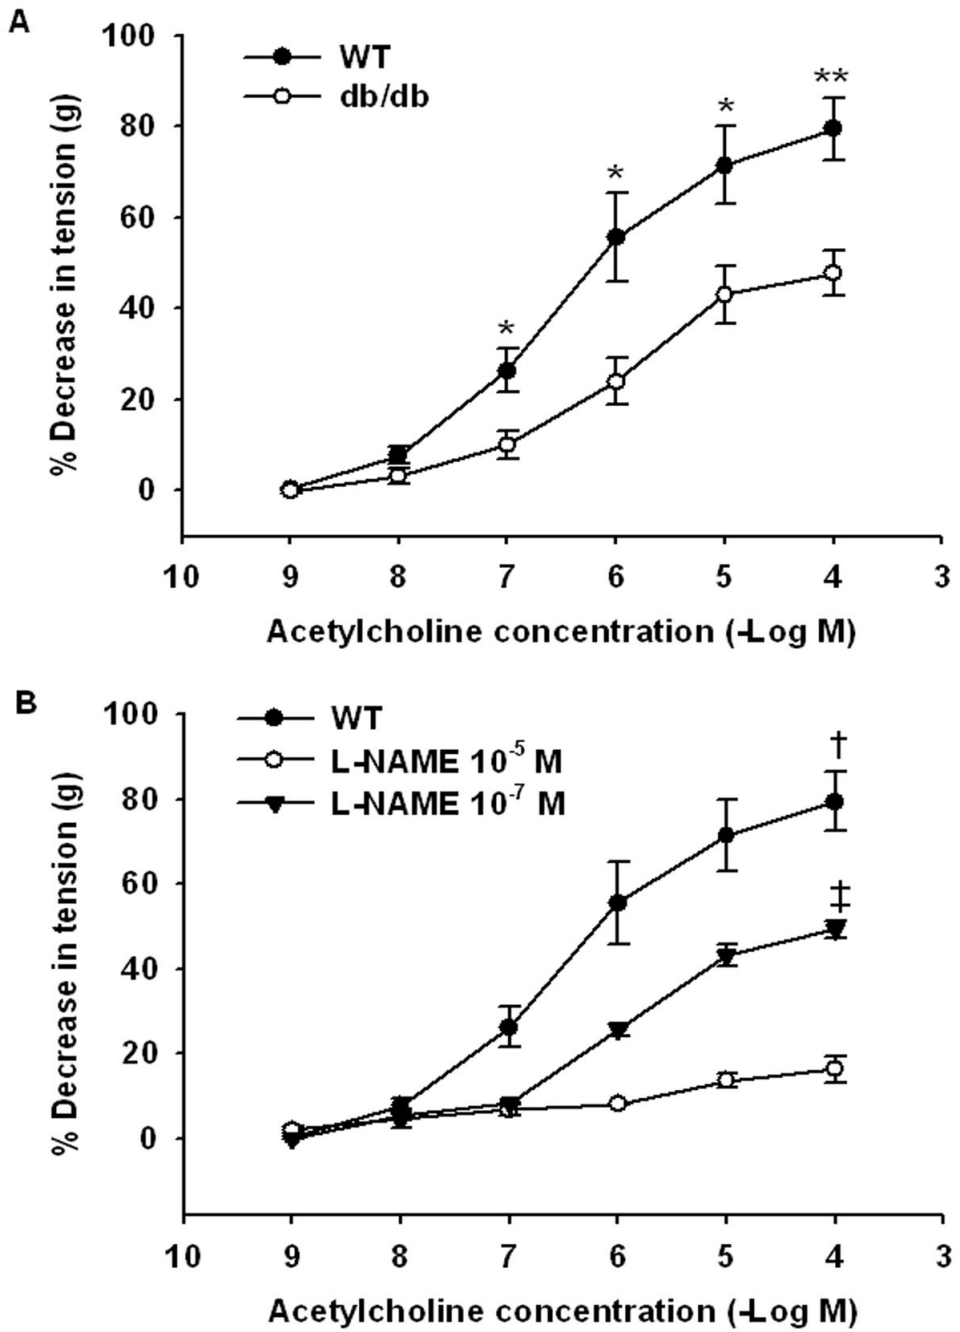 A
100
80
60
40
20
0
% Decrease in tension (g)
WT
db/db
*
*
*
**
10 9 8 7 6 5 4 3
Acetylcholine concentration (-Log M)
B
100
80
60
40
20
0
% Decrease in tension (g)
WT
L-NAME 10⁻⁵ M
L-NAME 10⁻⁷ M
†
‡
10 9 8 7 6 5 4 3
Acetylcholine concentration (-Log M)